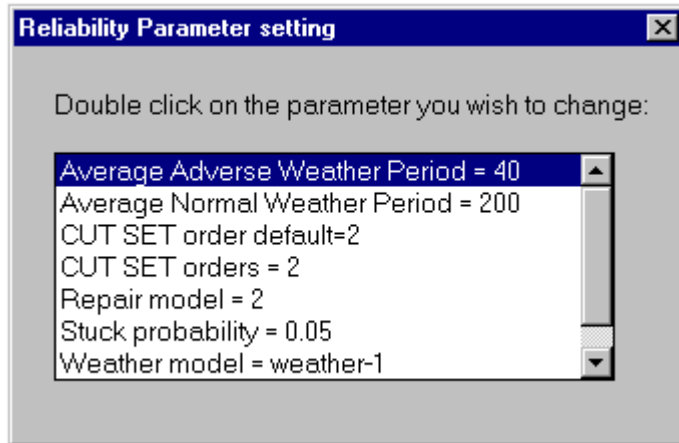 Reliability Parameter setting
Double click on the parameter you wish to change:
Average Adverse Weather Period = 40
Average Normal Weather Period = 200
CUT SET order default=2
CUT SET orders = 2
Repair model = 2
Stuck probability = 0.05
Weather model = weather-1